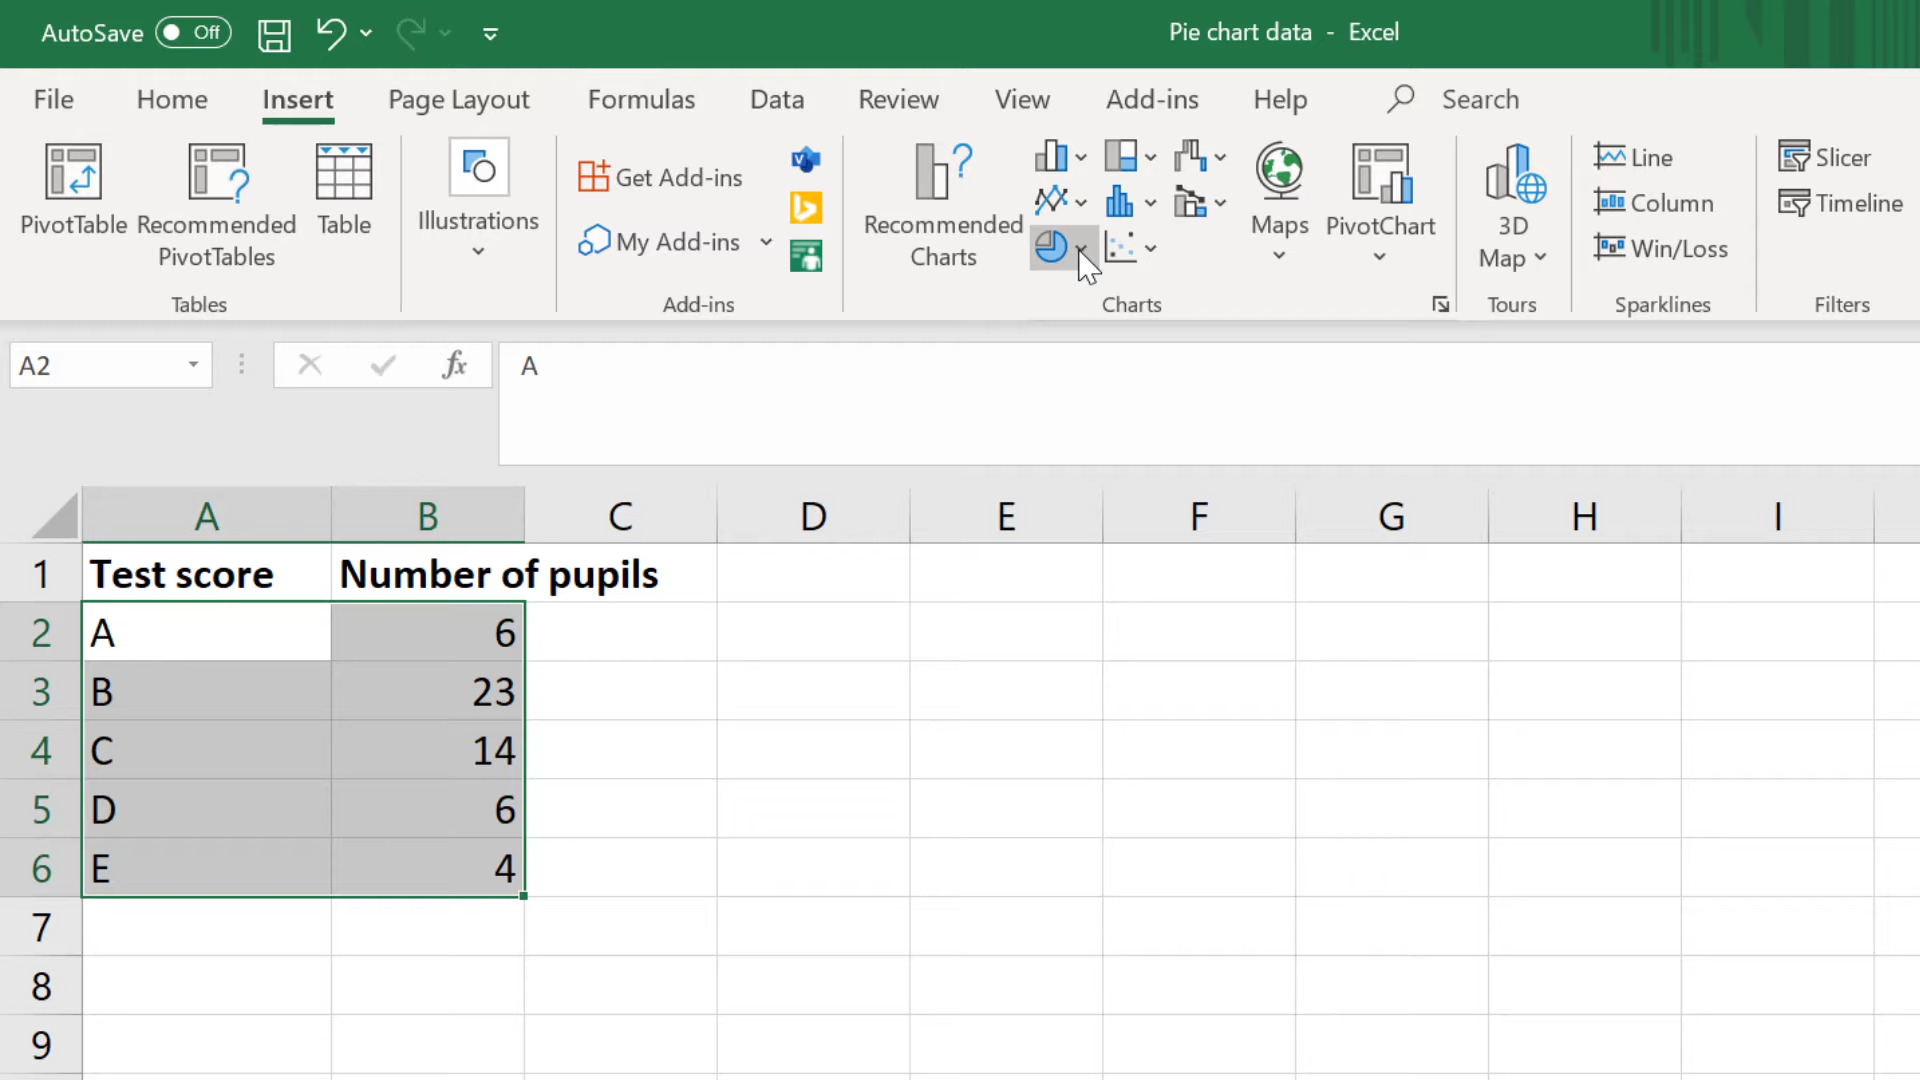 AutoSave Off
Pie chart data - Excel
File Home Insert Page Layout Formulas Data Review View Add-ins Help Search
PivotTable
Recommended
PivotTables
Table
Tables
Illustrations
Get Add-ins
My Add-ins
Add-ins
Recommended
Charts
Maps
PivotChart
Charts
3D
Map
Tours
Line
Column
Win/Loss
Sparklines
Slicer
Timeline
Filters
A2 fx A
A B C D E F G H I
1 Test score Number of pupils
2 A 6
3 B 23
4 C 14
5 D 6
6 E 4
7
8
9